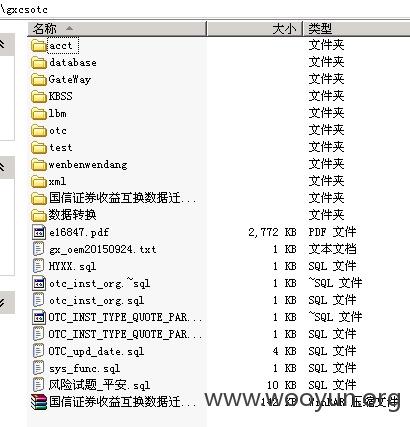 \gxcsotc
名称 大小 类型
acct 文件夹
database 文件夹
GateWay 文件夹
KBSS 文件夹
lbm 文件夹
otc 文件夹
test 文件夹
wenbenwendang 文件夹
xml 文件夹
国信证券收益互换数据迁... 文件夹
数据转换 文件夹
e16847.pdf 2,772 KB PDF 文件
gx_oem20150924.txt 1 KB 文本文档
HYXX.sql 1 KB SQL 文件
otc_inst_org.~sql 1 KB ~SQL 文件
otc_inst_org.sql 1 KB SQL 文件
OTC_INST_TYPE_QUOTE_PAR... 1 KB ~SQL 文件
OTC_INST_TYPE_QUOTE_PAR... 1 KB SQL 文件
OTC_upd_date.sql 4 KB SQL 文件
sys_func.sql 1 KB SQL 文件
风险试题_平安.sql 10 KB SQL 文件
国信证券收益互换数据迁... KB WinRAR 压缩文件
www.wooyun.org